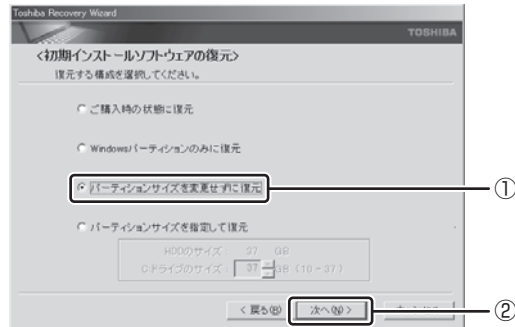 Toshiba Recovery Wizard
TOSHIBA
<初期インストールソフトウェアの復元>
復元する構成を選択してください。
ご購入時の状態に復元
Windowsパーティションのみに復元
パーティションサイズを変更せずに復元
①
パーティションサイズを指定して復元
HDDのサイズ: 37 GB
Cドライブのサイズ: 37 GB (10 - 37)
< 戻る(B)
次へ(N) >
②